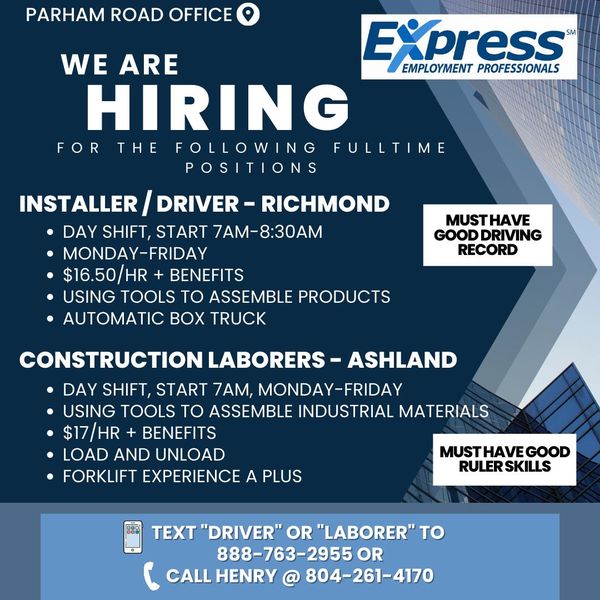 PARHAM ROAD OFFICE
Express SM
EMPLOYMENT PROFESSIONALS
WE ARE
HIRING
FOR THE FOLLOWING FULLTIME
POSITIONS
INSTALLER / DRIVER - RICHMOND
• DAY SHIFT, START 7AM-8:30AM
• MONDAY-FRIDAY
• $16.50/HR + BENEFITS
• USING TOOLS TO ASSEMBLE PRODUCTS
• AUTOMATIC BOX TRUCK
MUST HAVE
GOOD DRIVING
RECORD
CONSTRUCTION LABORERS - ASHLAND
• DAY SHIFT, START 7AM, MONDAY-FRIDAY
• USING TOOLS TO ASSEMBLE INDUSTRIAL MATERIALS
• $17/HR + BENEFITS
• LOAD AND UNLOAD
• FORKLIFT EXPERIENCE A PLUS
MUST HAVE GOOD
RULER SKILLS
TEXT "DRIVER" OR "LABORER" TO
888-763-2955 OR
CALL HENRY @ 804-261-4170